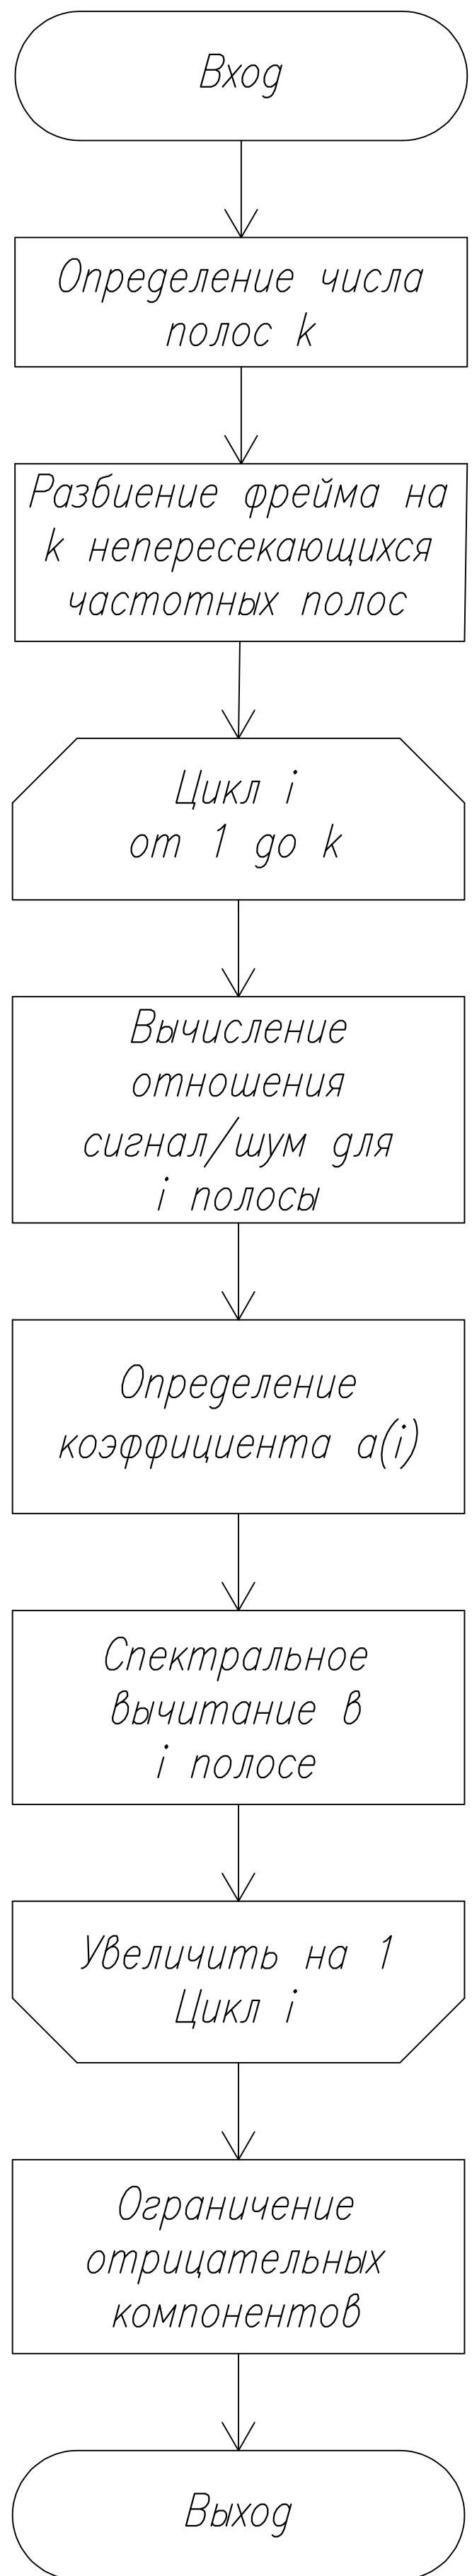 Вход
Определение числа
полос k
Разбиение фрейма на
k непересекающихся
частотных полос
Цикл i
от 1 до k
Вычисление
отношения
сигнал/шум для
i полосы
Определение
коэффициента a(i)
Спектральное
вычитание в
i полосе
Увеличить на 1
Цикл i
Ограничение
отрицательных
компонентов
Выход